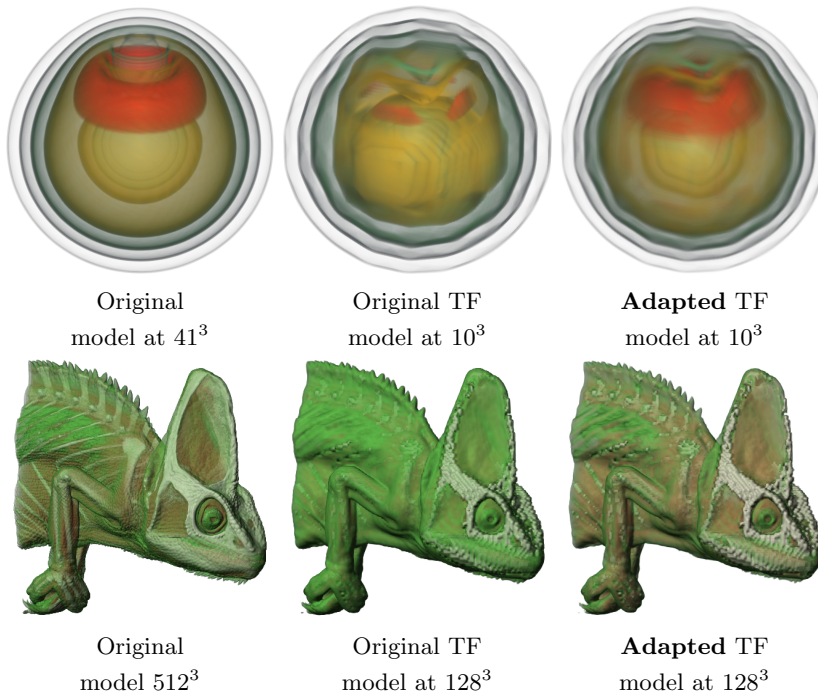 Original
model at 41³
Original TF
model at 10³
Adapted TF
model at 10³
Original
model 512³
Original TF
model at 128³
Adapted TF
model at 128³